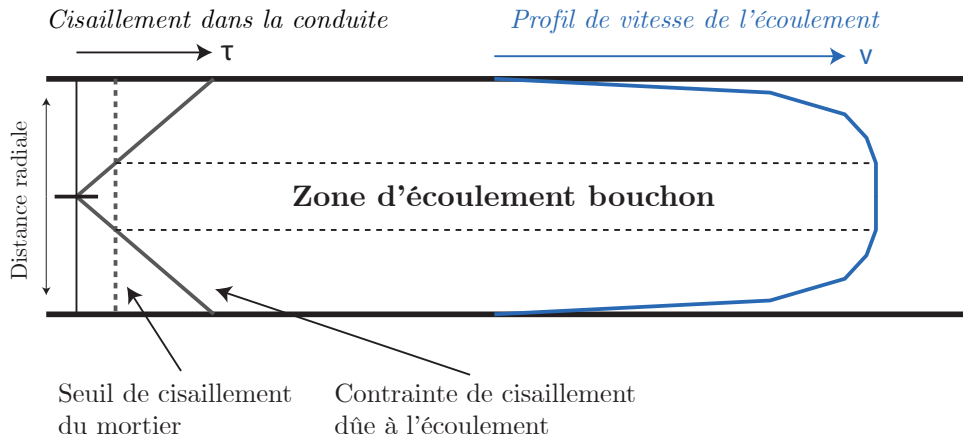 Cisaillement dans la conduite
Profil de vitesse de l'écoulement
τ
v
Distance radiale
Zone d'écoulement bouchon
Seuil de cisaillement
du mortier
Contrainte de cisaillement
dûe à l'écoulement